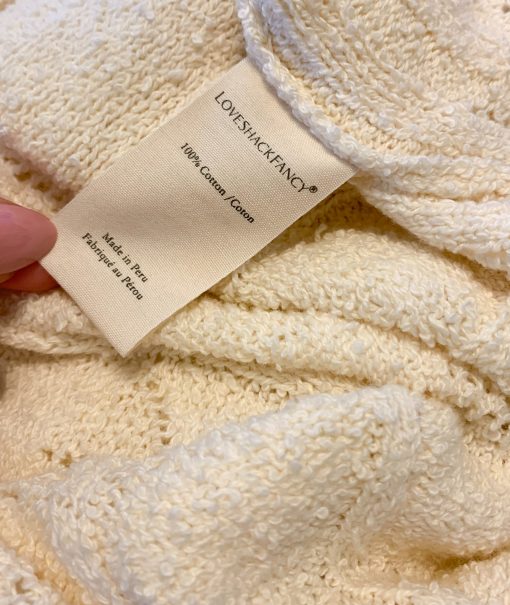 LOVESHACKFANCY®
100% Cotton / Coton
Made in Peru
Fabriqué au Pérou